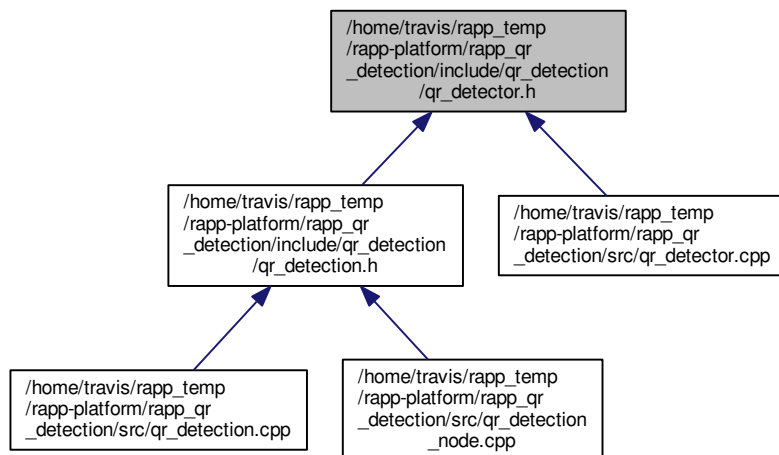 /home/travis/rapp_temp
/rapp-platform/rapp_qr
_detection/include/qr_detection
/qr_detector.h
/home/travis/rapp_temp
/rapp-platform/rapp_qr
_detection/include/qr_detection
/qr_detection.h
/home/travis/rapp_temp
/rapp-platform/rapp_qr
_detection/src/qr_detector.cpp
/home/travis/rapp_temp
/rapp-platform/rapp_qr
_detection/src/qr_detection.cpp
/home/travis/rapp_temp
/rapp-platform/rapp_qr
_detection/src/qr_detection
_node.cpp